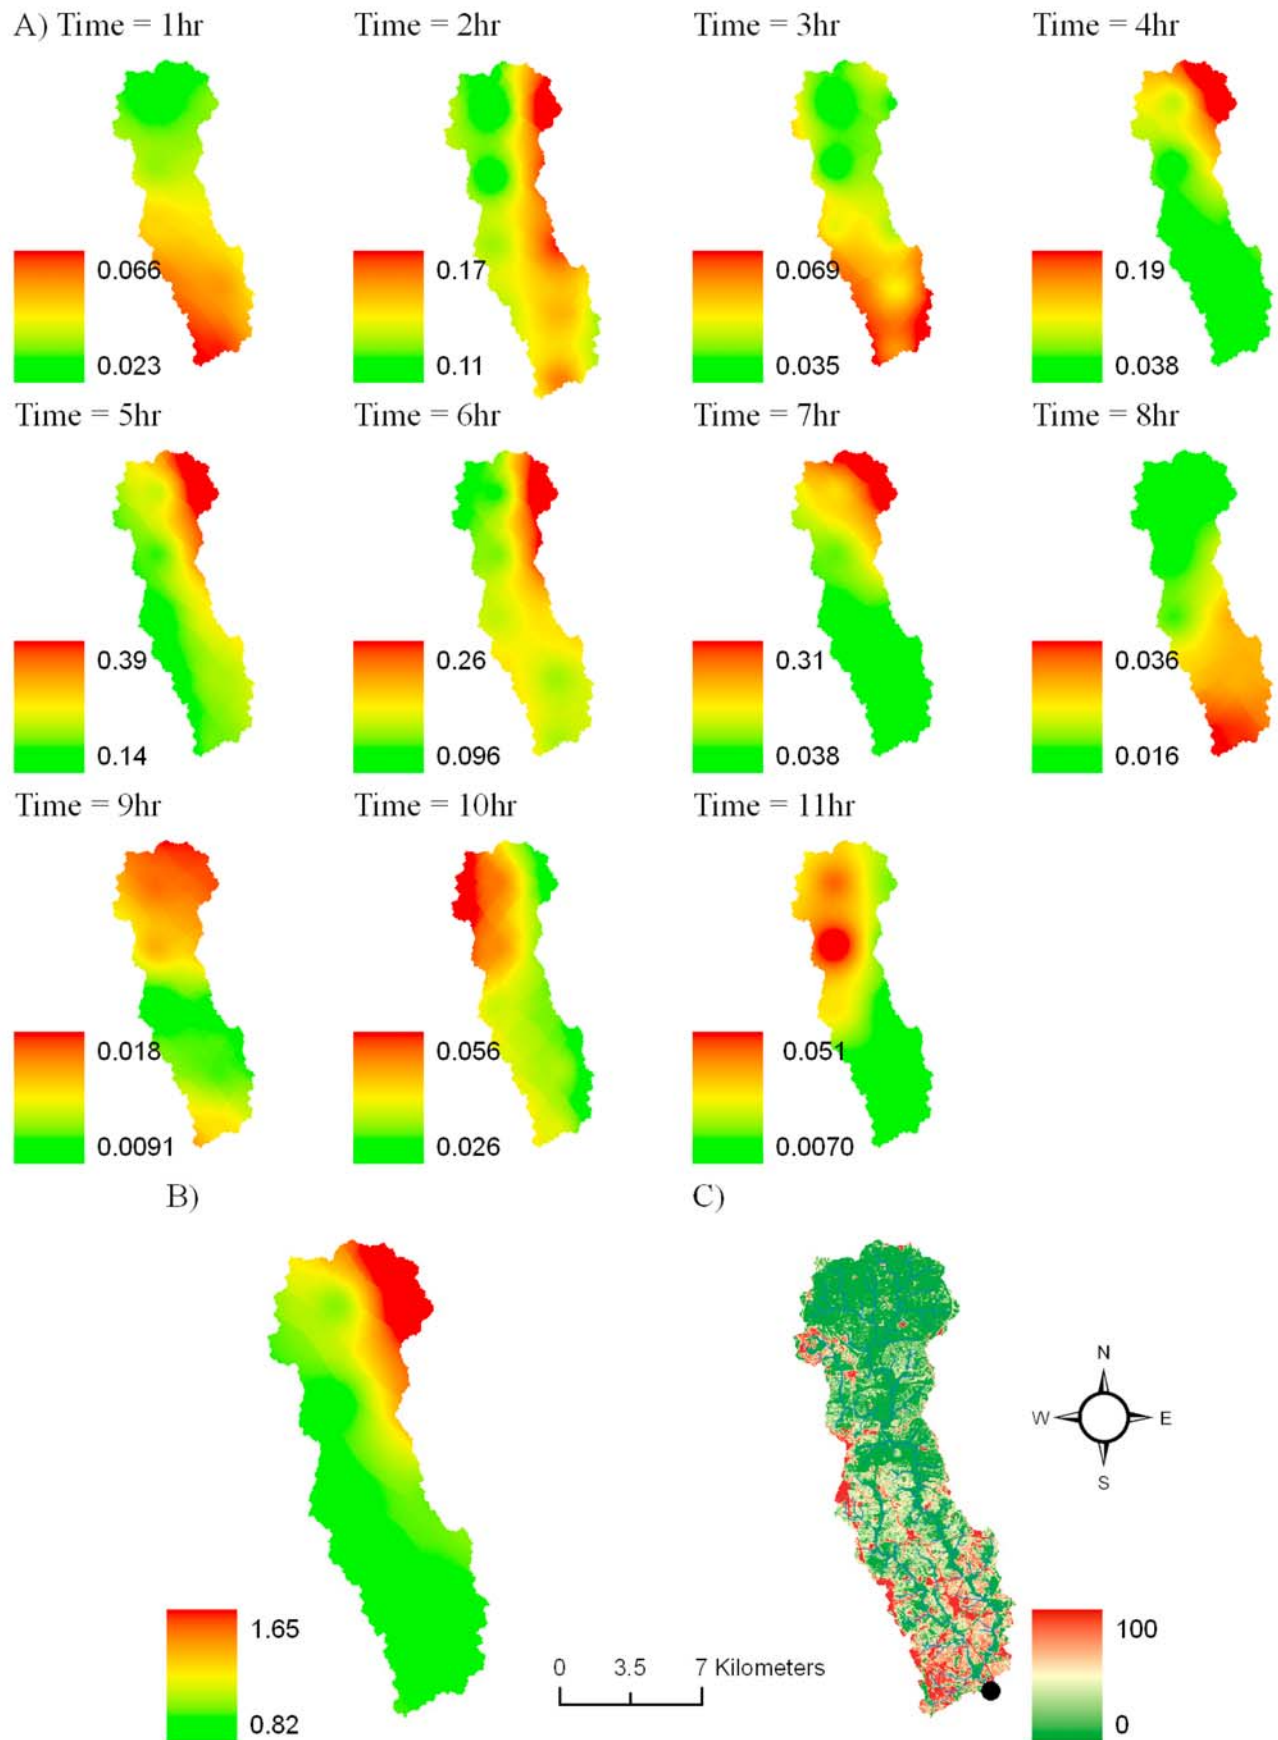 A) Time = 1hr
Time = 2hr
Time = 3hr
Time = 4hr
0.066
0.023
0.17
0.11
0.069
0.035
0.19
0.038
Time = 5hr
Time = 6hr
Time = 7hr
Time = 8hr
0.39
0.14
0.26
0.096
0.31
0.038
0.036
0.016
Time = 9hr
Time = 10hr
Time = 11hr
0.018
0.0091
0.056
0.026
0.051
0.0070
B)
C)
N
W E
S
1.65
0.82
0 3.5 7 Kilometers
100
0